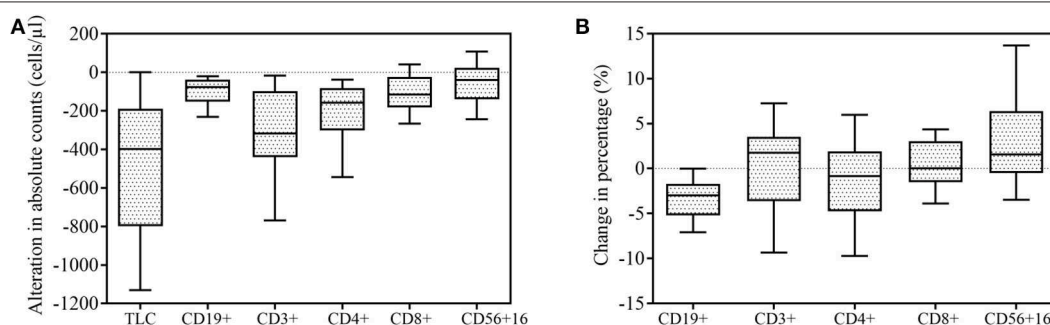 A
Alteration in absolute counts (cells/µl)
200
0
-200
-400
-600
-800
-1000
-1200
TLC CD19+ CD3+ CD4+ CD8+ CD56+16
B
Change in percentage (%)
15
10
5
0
-5
-10
-15
CD19+ CD3+ CD4+ CD8+ CD56+16